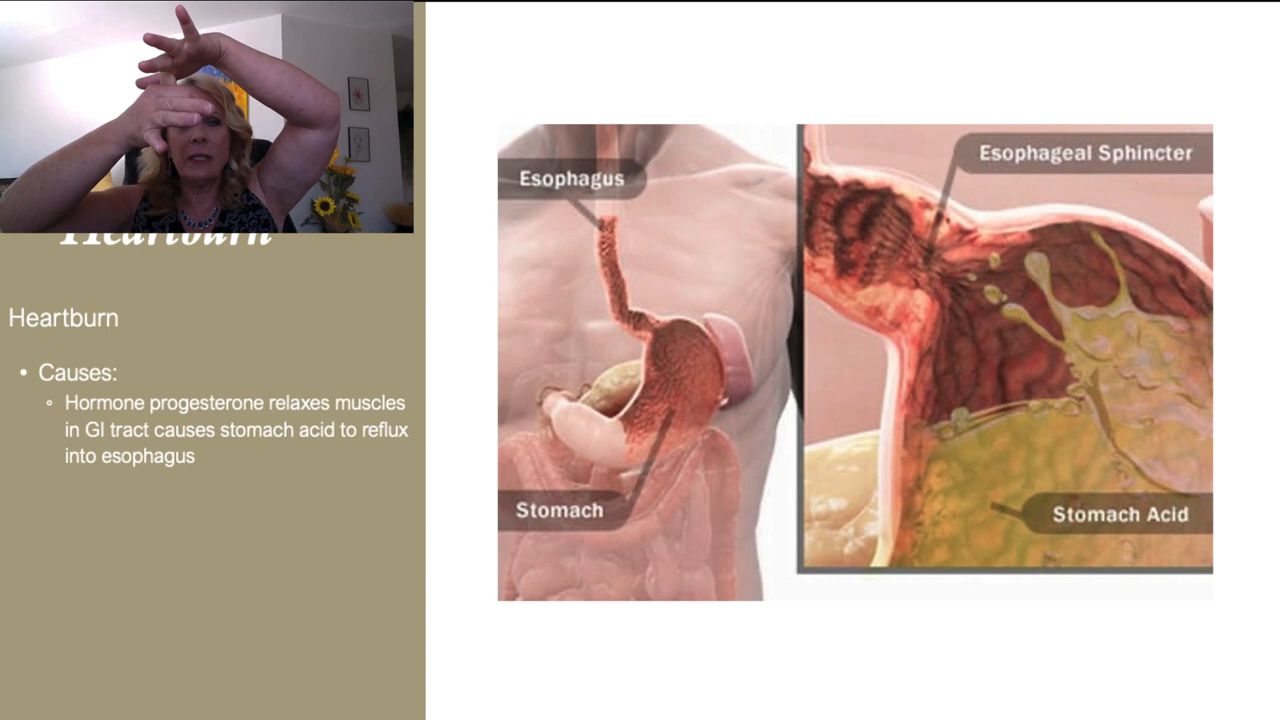 Heartburn
Heartburn
• Causes:
◦ Hormone progesterone relaxes muscles
in GI tract causes stomach acid to reflux
into esophagus
Esophagus
Stomach
Esophageal Sphincter
Stomach Acid